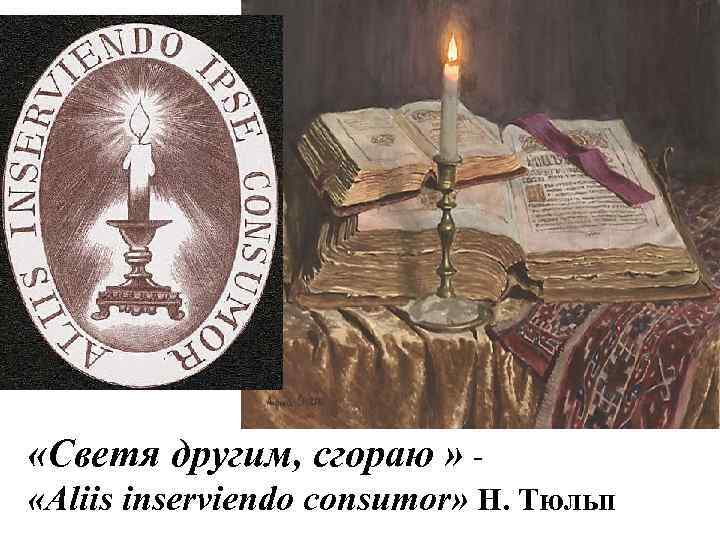 ALIIS INSERVIENDO IPSE CONSUMOR
«Светя другим, сгораю » -
«Aliis inserviendo consumor» Н. Тюльп